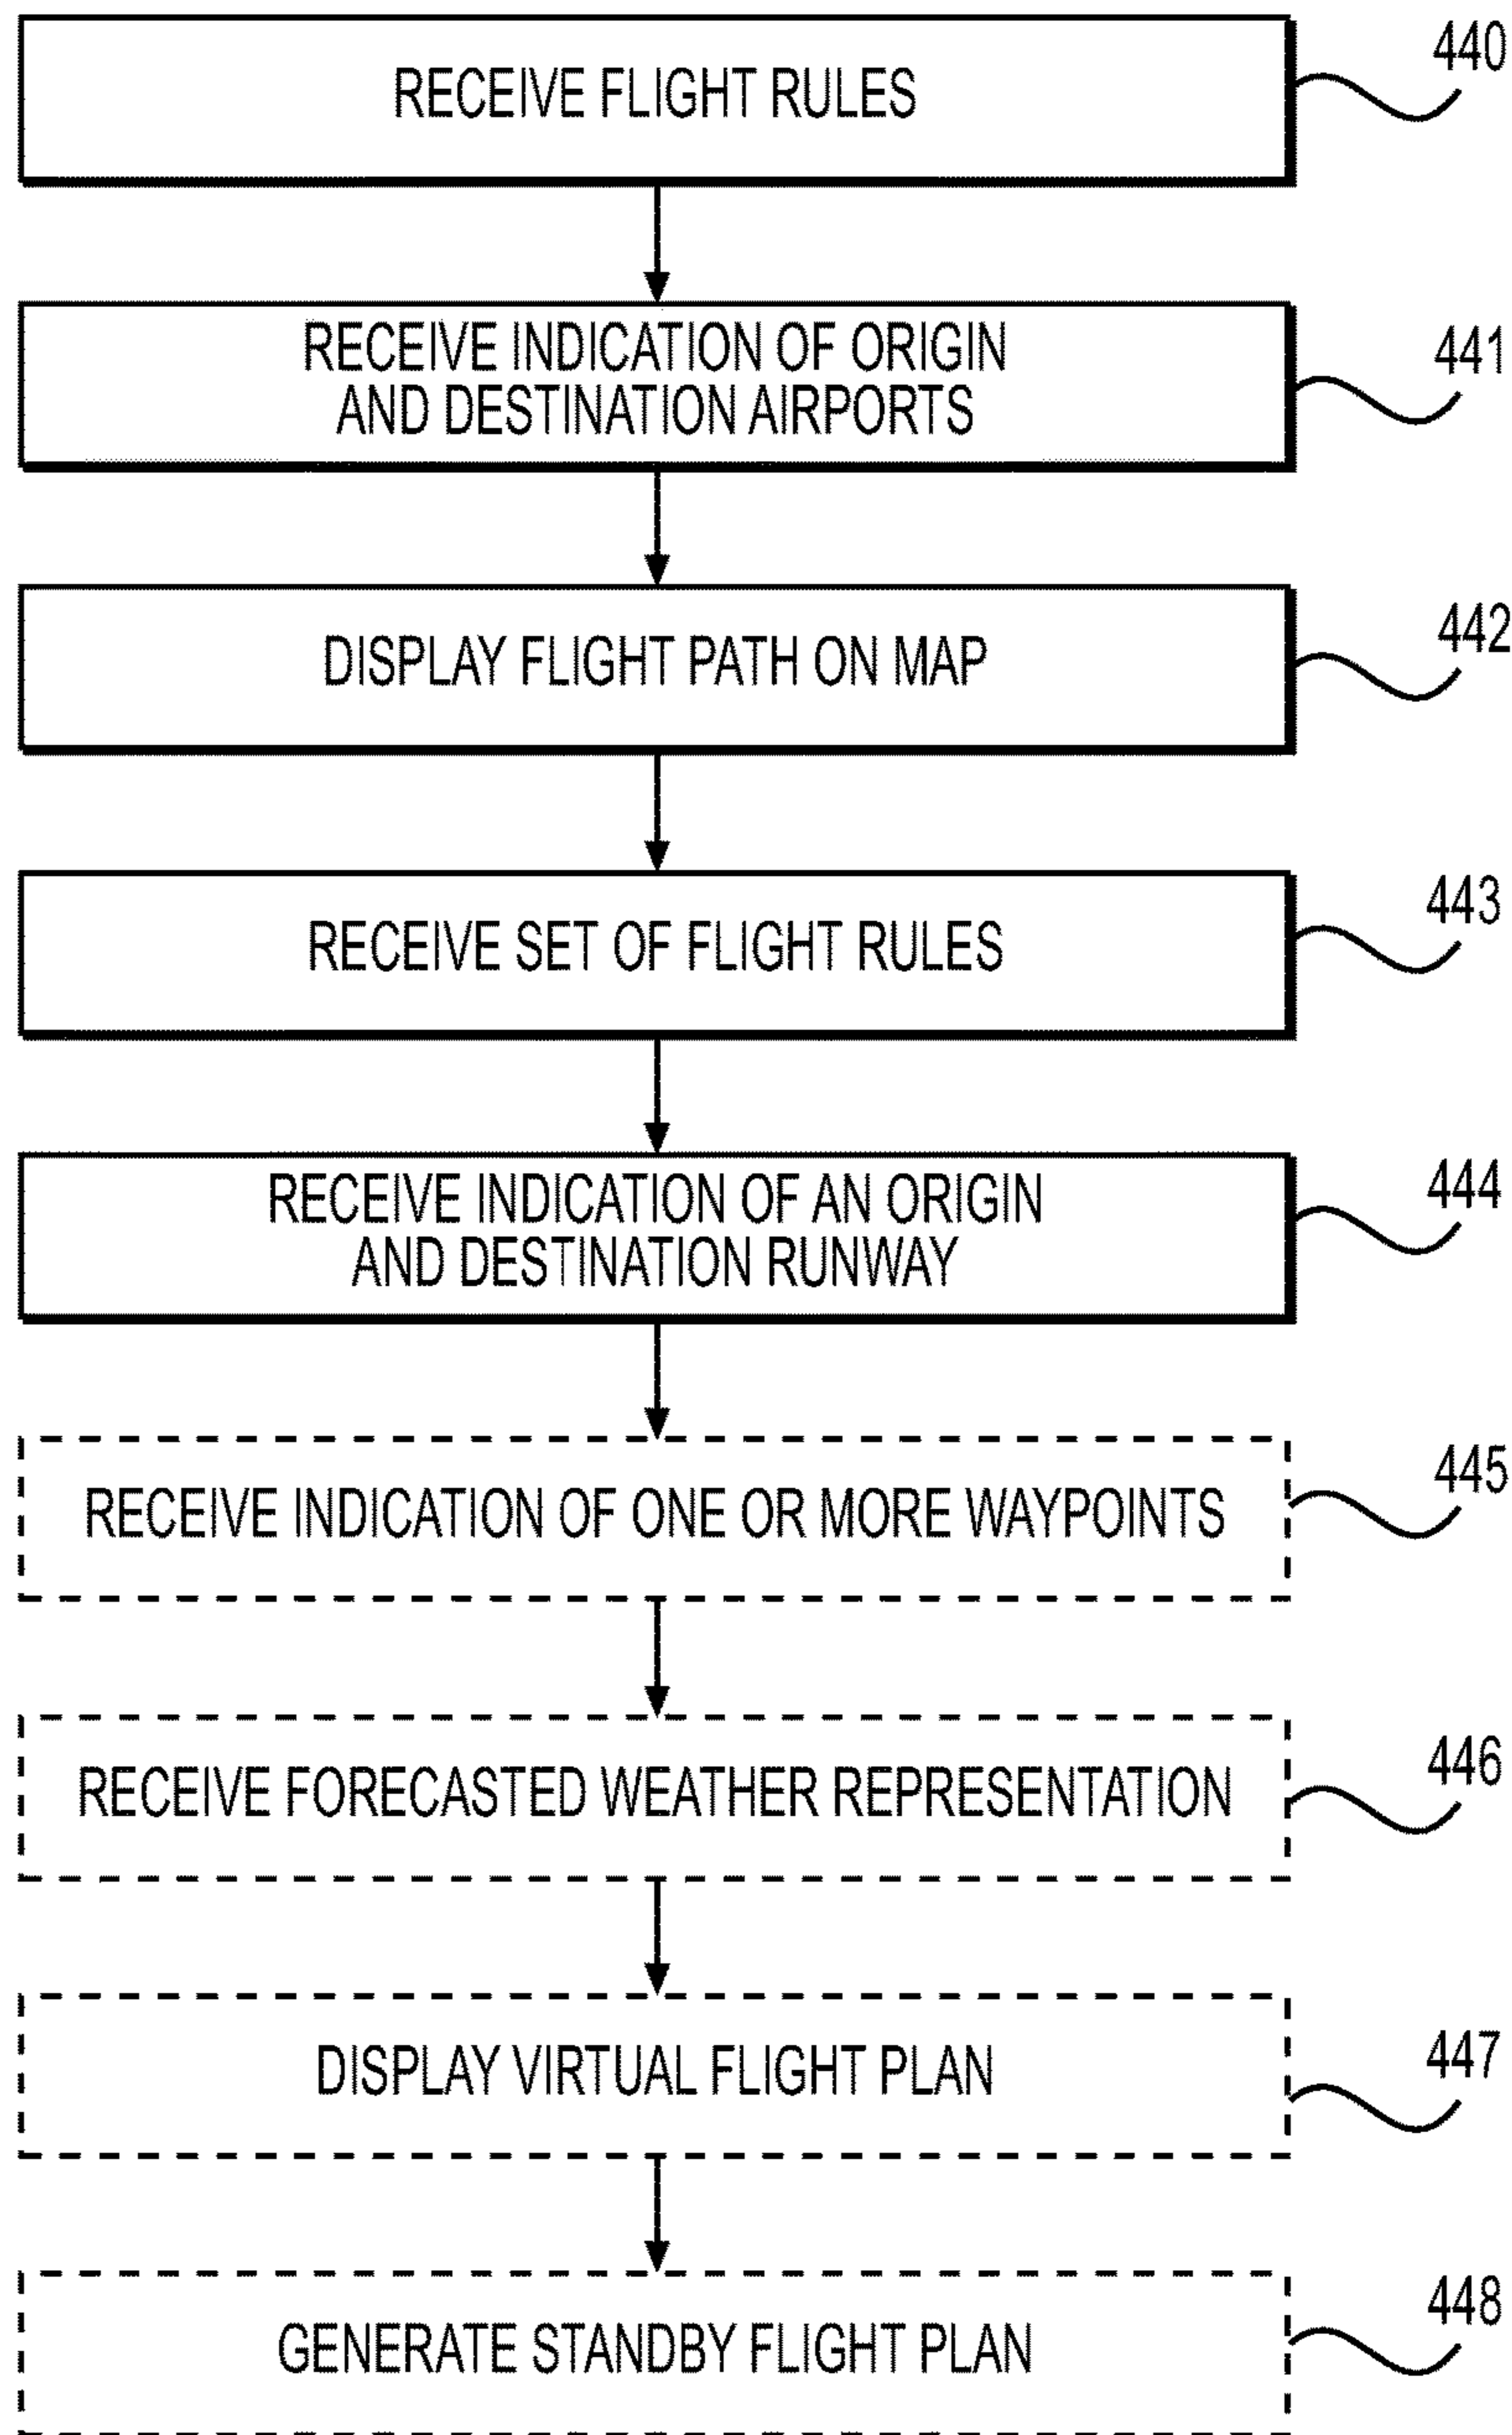 RECEIVE FLIGHT RULES
440
RECEIVE INDICATION OF ORIGIN
AND DESTINATION AIRPORTS
441
DISPLAY FLIGHT PATH ON MAP
442
RECEIVE SET OF FLIGHT RULES
443
RECEIVE INDICATION OF AN ORIGIN
AND DESTINATION RUNWAY
444
RECEIVE INDICATION OF ONE OR MORE WAYPOINTS
445
RECEIVE FORECASTED WEATHER REPRESENTATION
446
DISPLAY VIRTUAL FLIGHT PLAN
447
GENERATE STANDBY FLIGHT PLAN
448